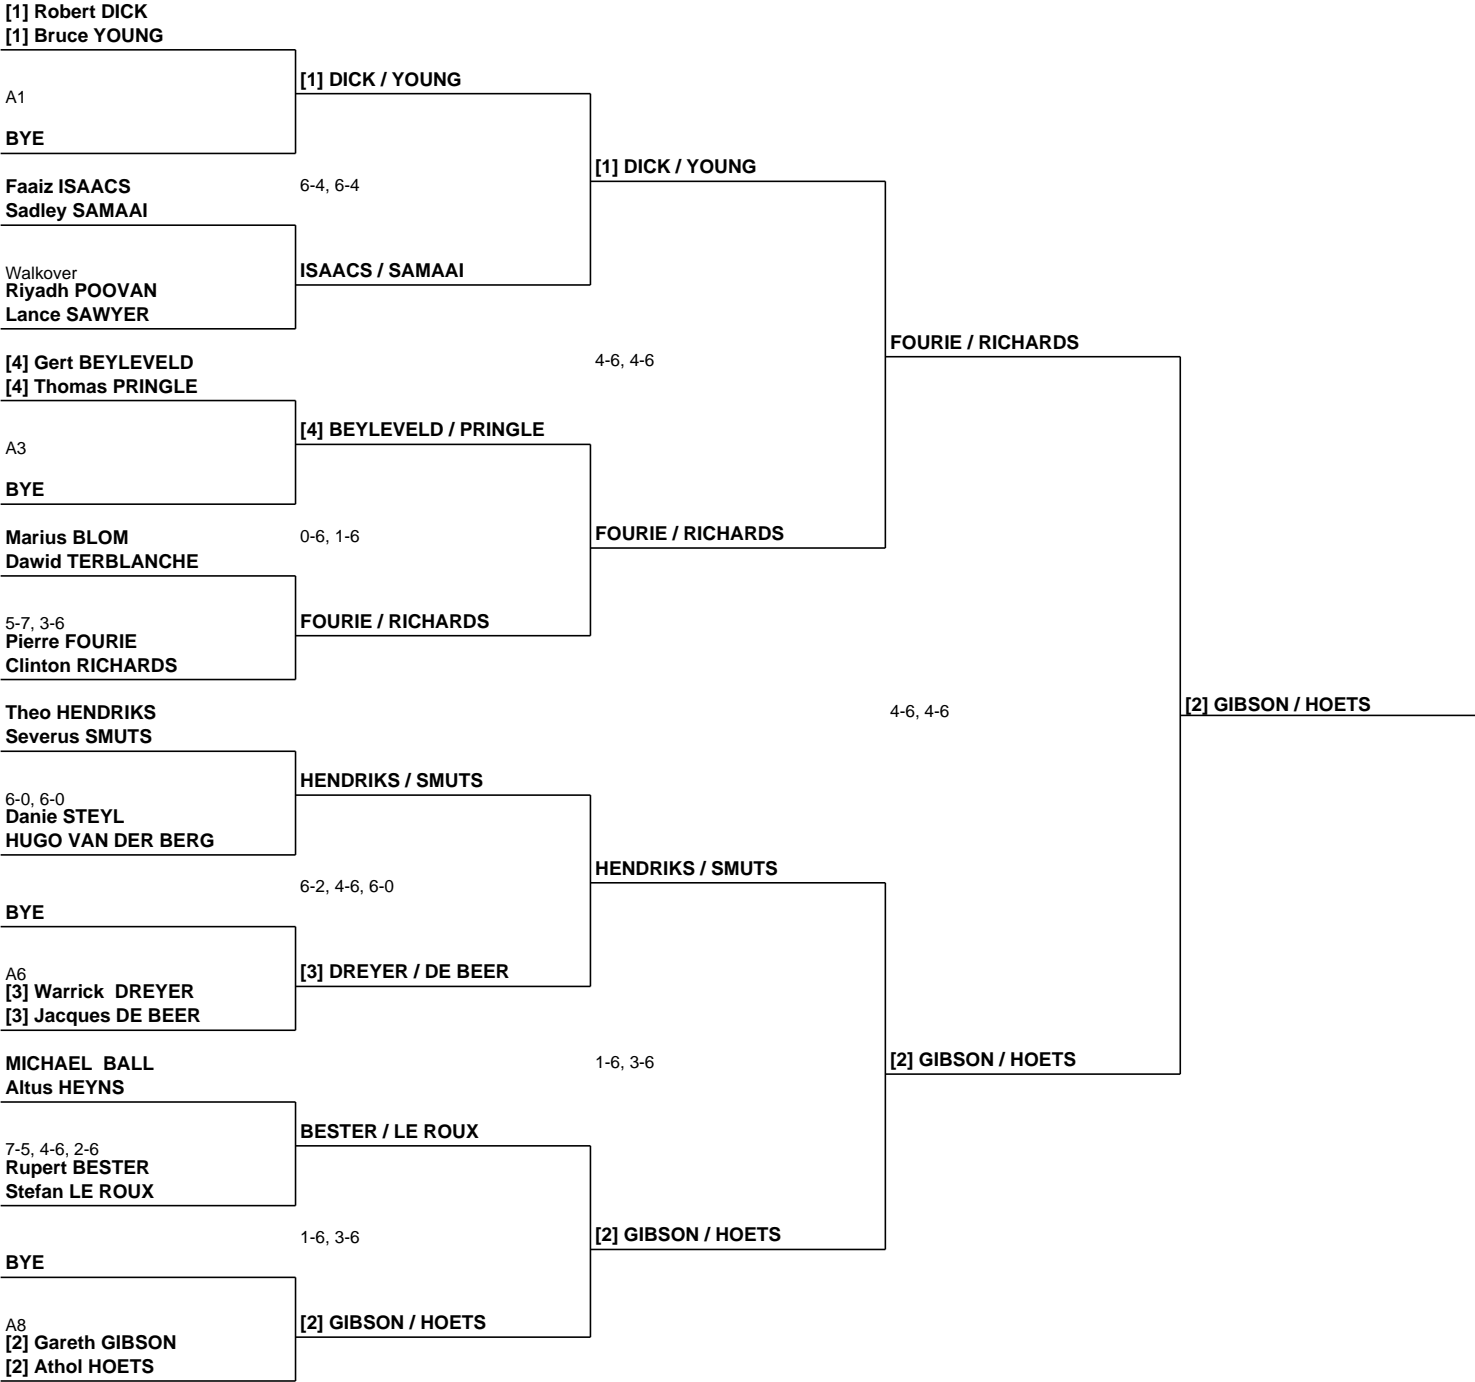 [1] Robert DICK
[1] Bruce YOUNG
A1
BYE
Faaiz ISAACS
Sadley SAMAAI
Walkover
Riyadh POOVAN
Lance SAWYER
[4] Gert BEYLEVELD
[4] Thomas PRINGLE
A3
BYE
Marius BLOM
Dawid TERBLANCHE
5-7, 3-6
Pierre FOURIE
Clinton RICHARDS
Theo HENDRIKS
Severus SMUTS
6-0, 6-0
Danie STEYL
HUGO VAN DER BERG
BYE
A6
[3] Warrick  DREYER
[3] Jacques DE BEER
MICHAEL  BALL
Altus HEYNS
7-5, 4-6, 2-6
Rupert BESTER
Stefan LE ROUX
BYE
A8
[2] Gareth GIBSON
[2] Athol HOETS
[1] DICK / YOUNG
6-4, 6-4
ISAACS / SAMAAI
[4] BEYLEVELD / PRINGLE
0-6, 1-6
FOURIE / RICHARDS
HENDRIKS / SMUTS
6-2, 4-6, 6-0
[3] DREYER / DE BEER
BESTER / LE ROUX
1-6, 3-6
[2] GIBSON / HOETS
[1] DICK / YOUNG
4-6, 4-6
FOURIE / RICHARDS
HENDRIKS / SMUTS
1-6, 3-6
[2] GIBSON / HOETS
FOURIE / RICHARDS
4-6, 4-6
[2] GIBSON / HOETS
[2] GIBSON / HOETS